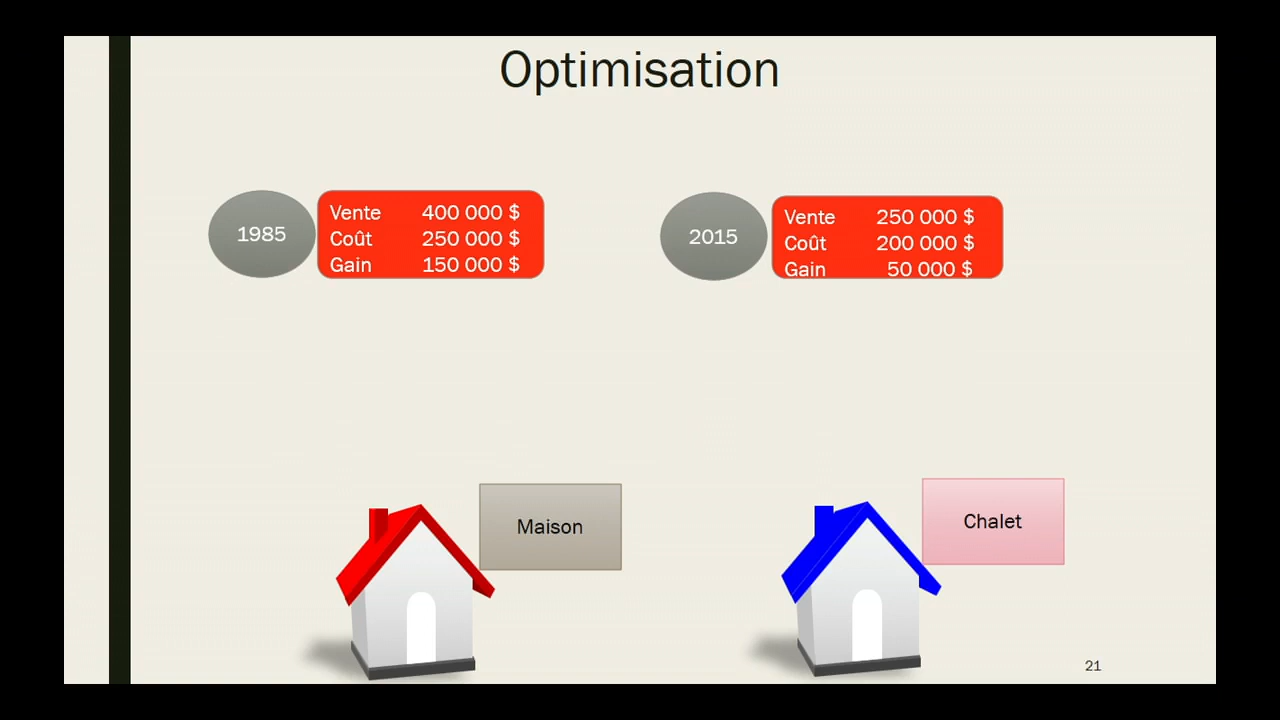 Optimisation
1985
Vente 400 000 $
Coût 250 000 $
Gain 150 000 $
2015
Vente 250 000 $
Coût 200 000 $
Gain 50 000 $
Maison
Chalet
21